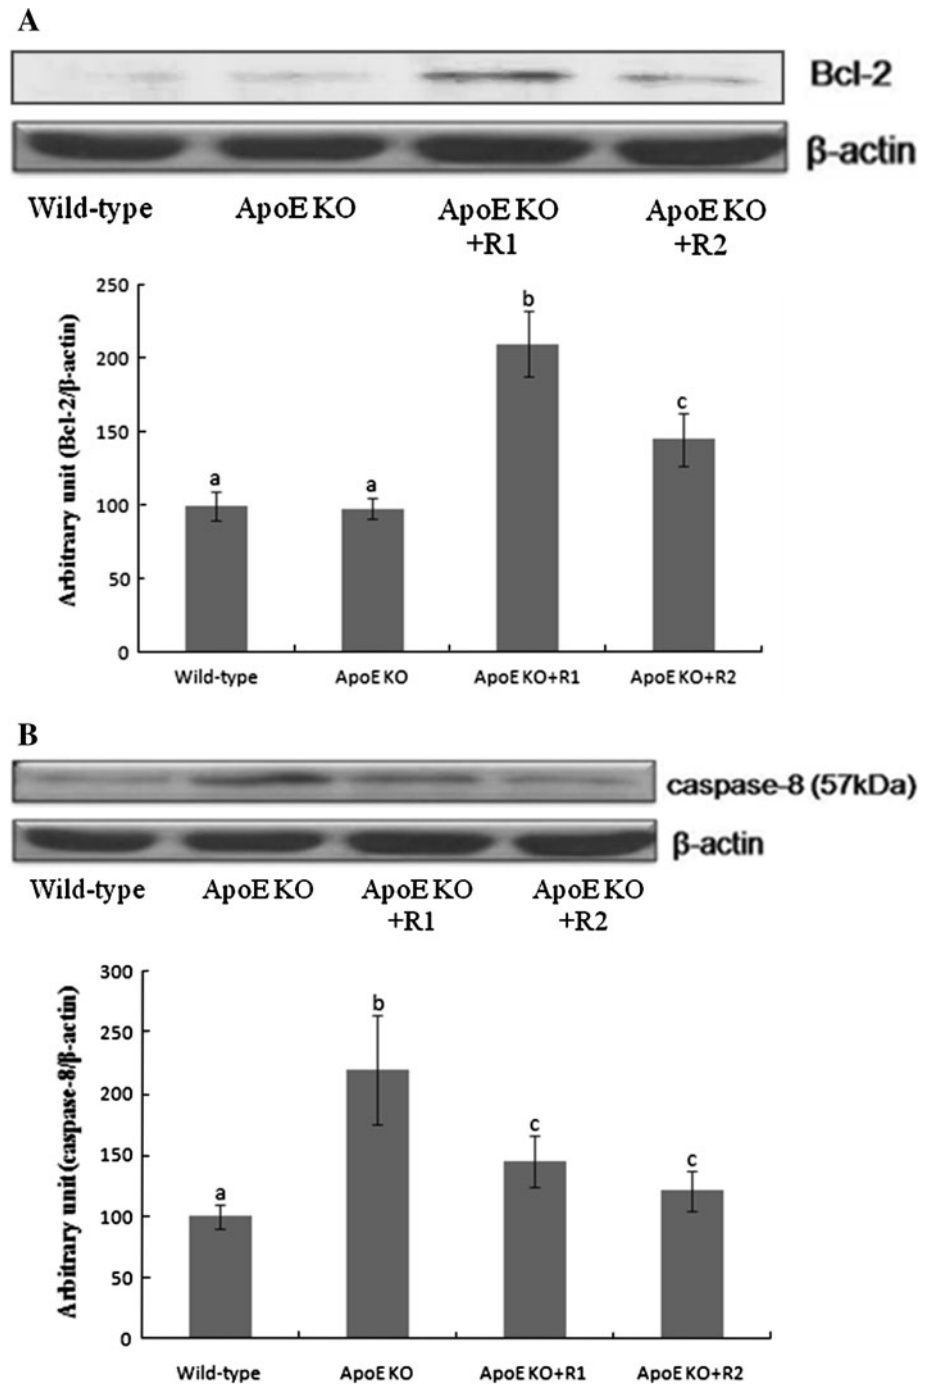 A
Bcl-2
β-actin
Wild-type ApoE KO ApoE KO ApoE KO
+R1 +R2
Arbitrary unit (Bcl-2/β-actin)
250
200
150
100
50
0
a
a
b
c
Wild-type ApoE KO ApoE KO+R1 ApoE KO+R2
B
caspase-8 (57kDa)
β-actin
Wild-type ApoE KO ApoE KO ApoE KO
+R1 +R2
Arbitrary unit (caspase-8/β-actin)
300
250
200
150
100
50
0
a
b
c
c
Wild-type ApoE KO ApoE KO+R1 ApoE KO+R2